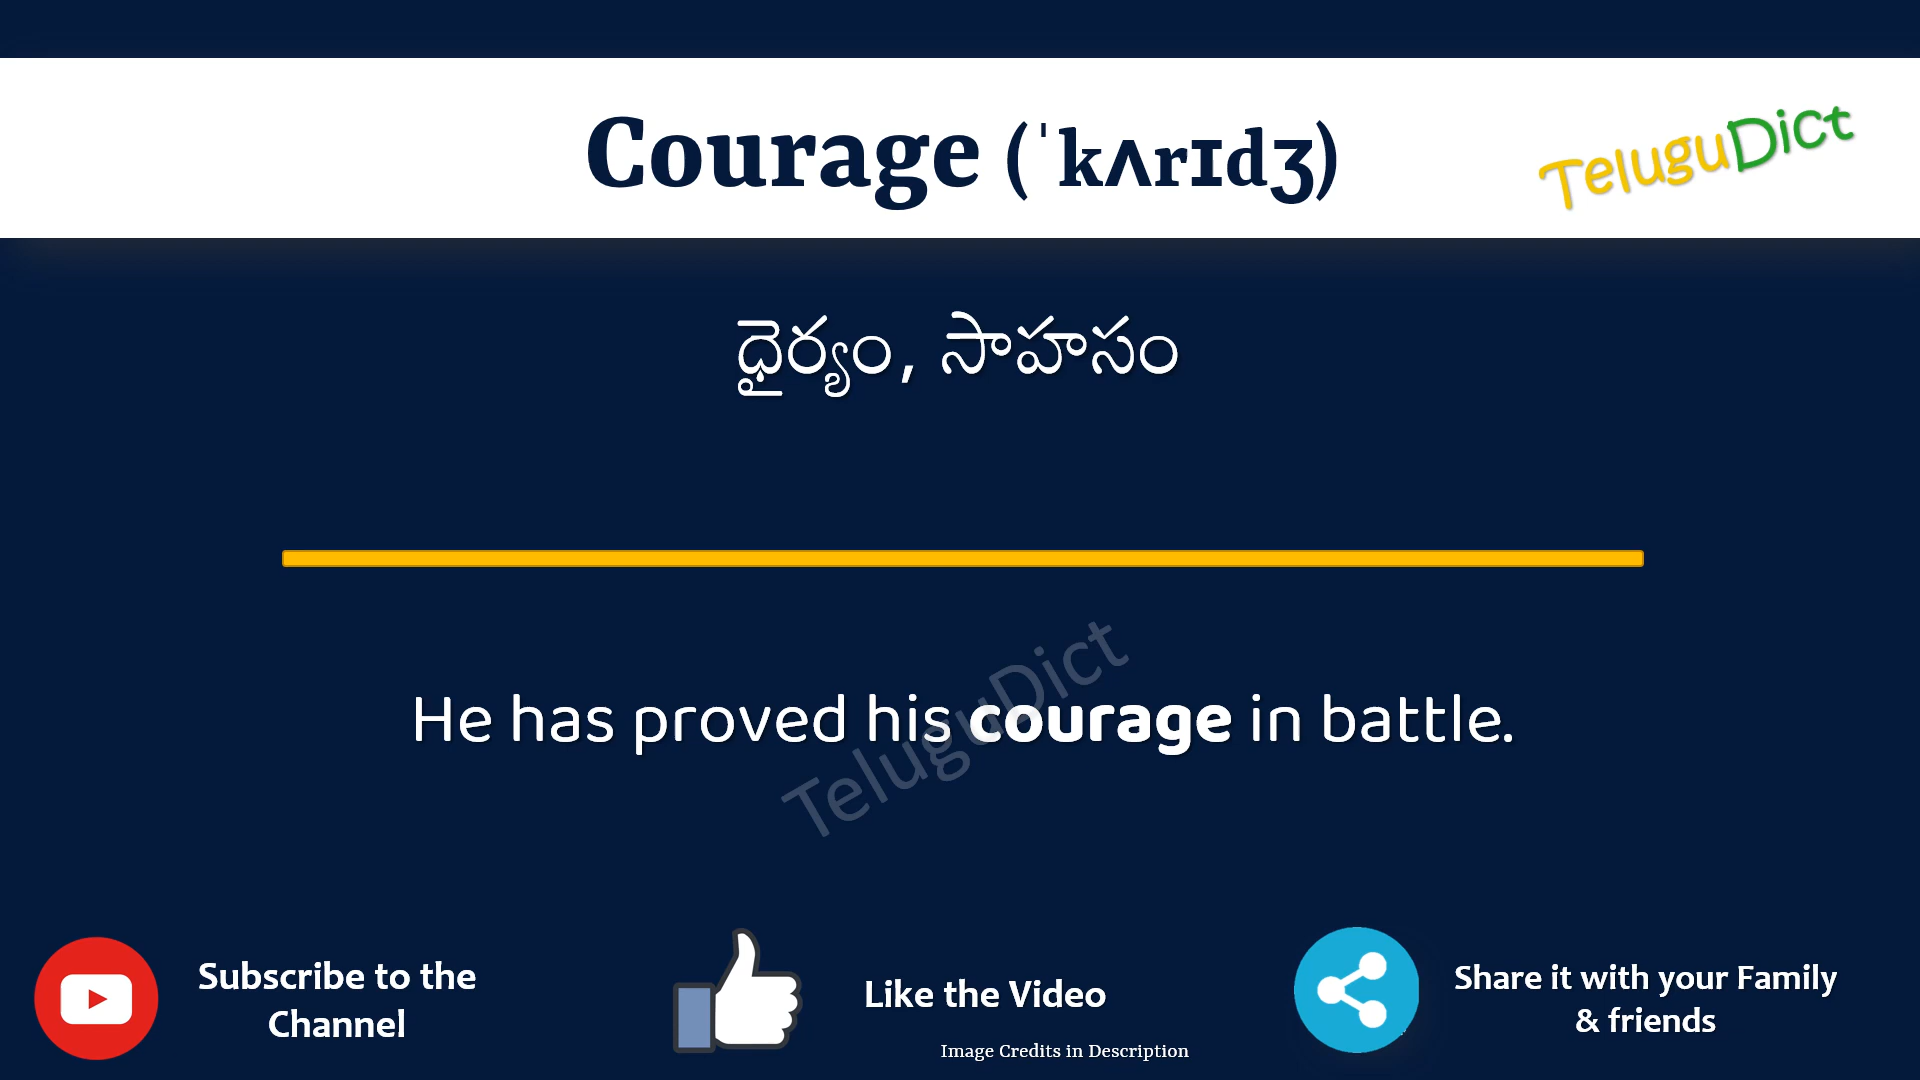 Courage (ˈkʌrɪdʒ)
TeluguDict
ధైర్యం, సాహసం
He has proved his courage in battle.
TeluguDict
Subscribe to the
Channel
Like the Video
Share it with your Family
& friends
Image Credits in Description